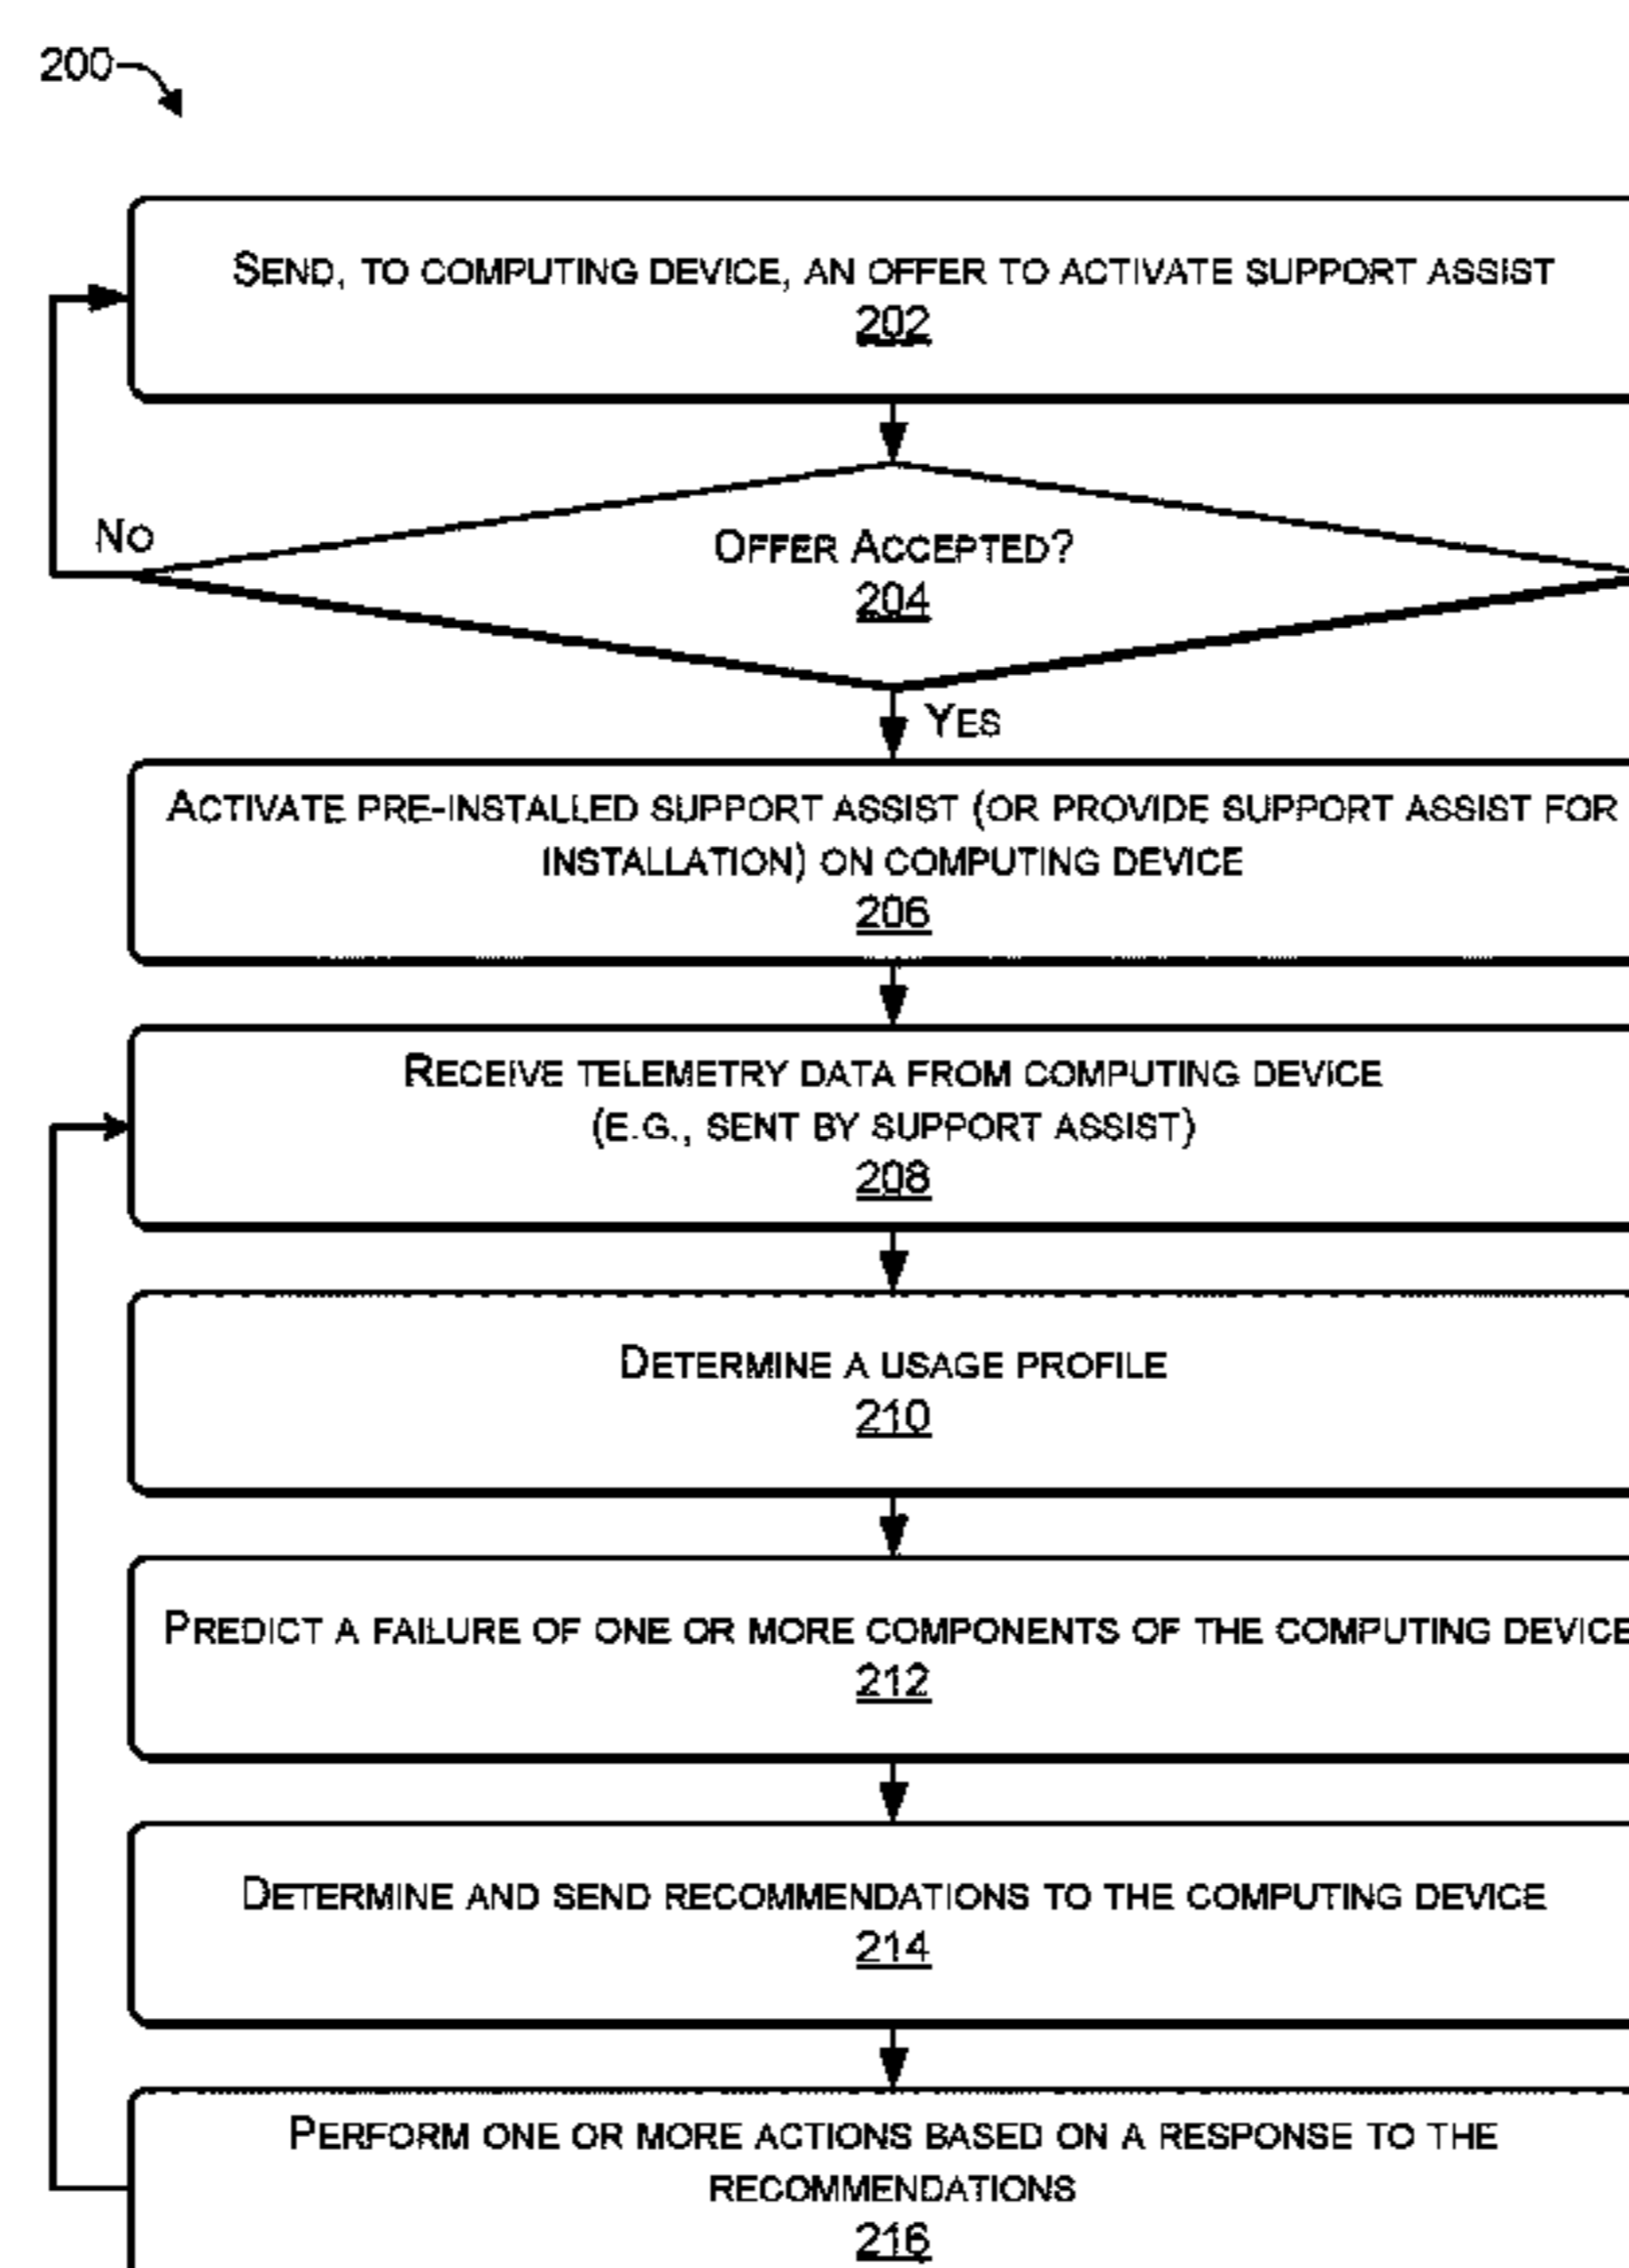 200
SEND, TO COMPUTING DEVICE, AN OFFER TO ACTIVATE SUPPORT ASSIST
202
NO
OFFER ACCEPTED?
204
YES
ACTIVATE PRE-INSTALLED SUPPORT ASSIST (OR PROVIDE SUPPORT ASSIST FOR
INSTALLATION) ON COMPUTING DEVICE
206
RECEIVE TELEMETRY DATA FROM COMPUTING DEVICE
(E.G., SENT BY SUPPORT ASSIST)
208
DETERMINE A USAGE PROFILE
210
PREDICT A FAILURE OF ONE OR MORE COMPONENTS OF THE COMPUTING DEVICE
212
DETERMINE AND SEND RECOMMENDATIONS TO THE COMPUTING DEVICE
214
PERFORM ONE OR MORE ACTIONS BASED ON A RESPONSE TO THE
RECOMMENDATIONS
216